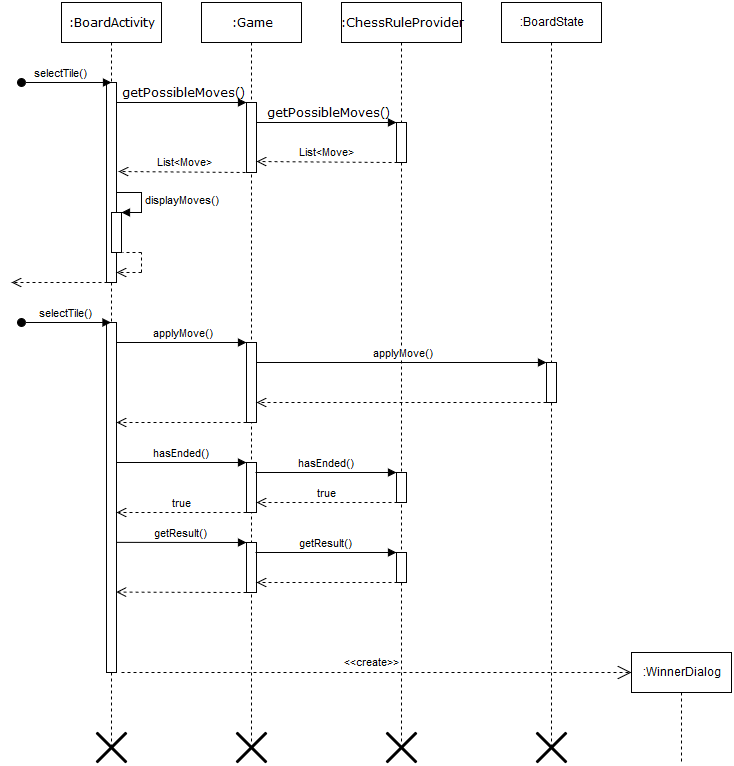 :BoardActivity
:Game
:ChessRuleProvider
:BoardState
selectTile()
getPossibleMoves()
getPossibleMoves()
List<Move>
List<Move>
displayMoves()
selectTile()
applyMove()
applyMove()
hasEnded()
hasEnded()
true
true
getResult()
getResult()
<<create>>
:WinnerDialog